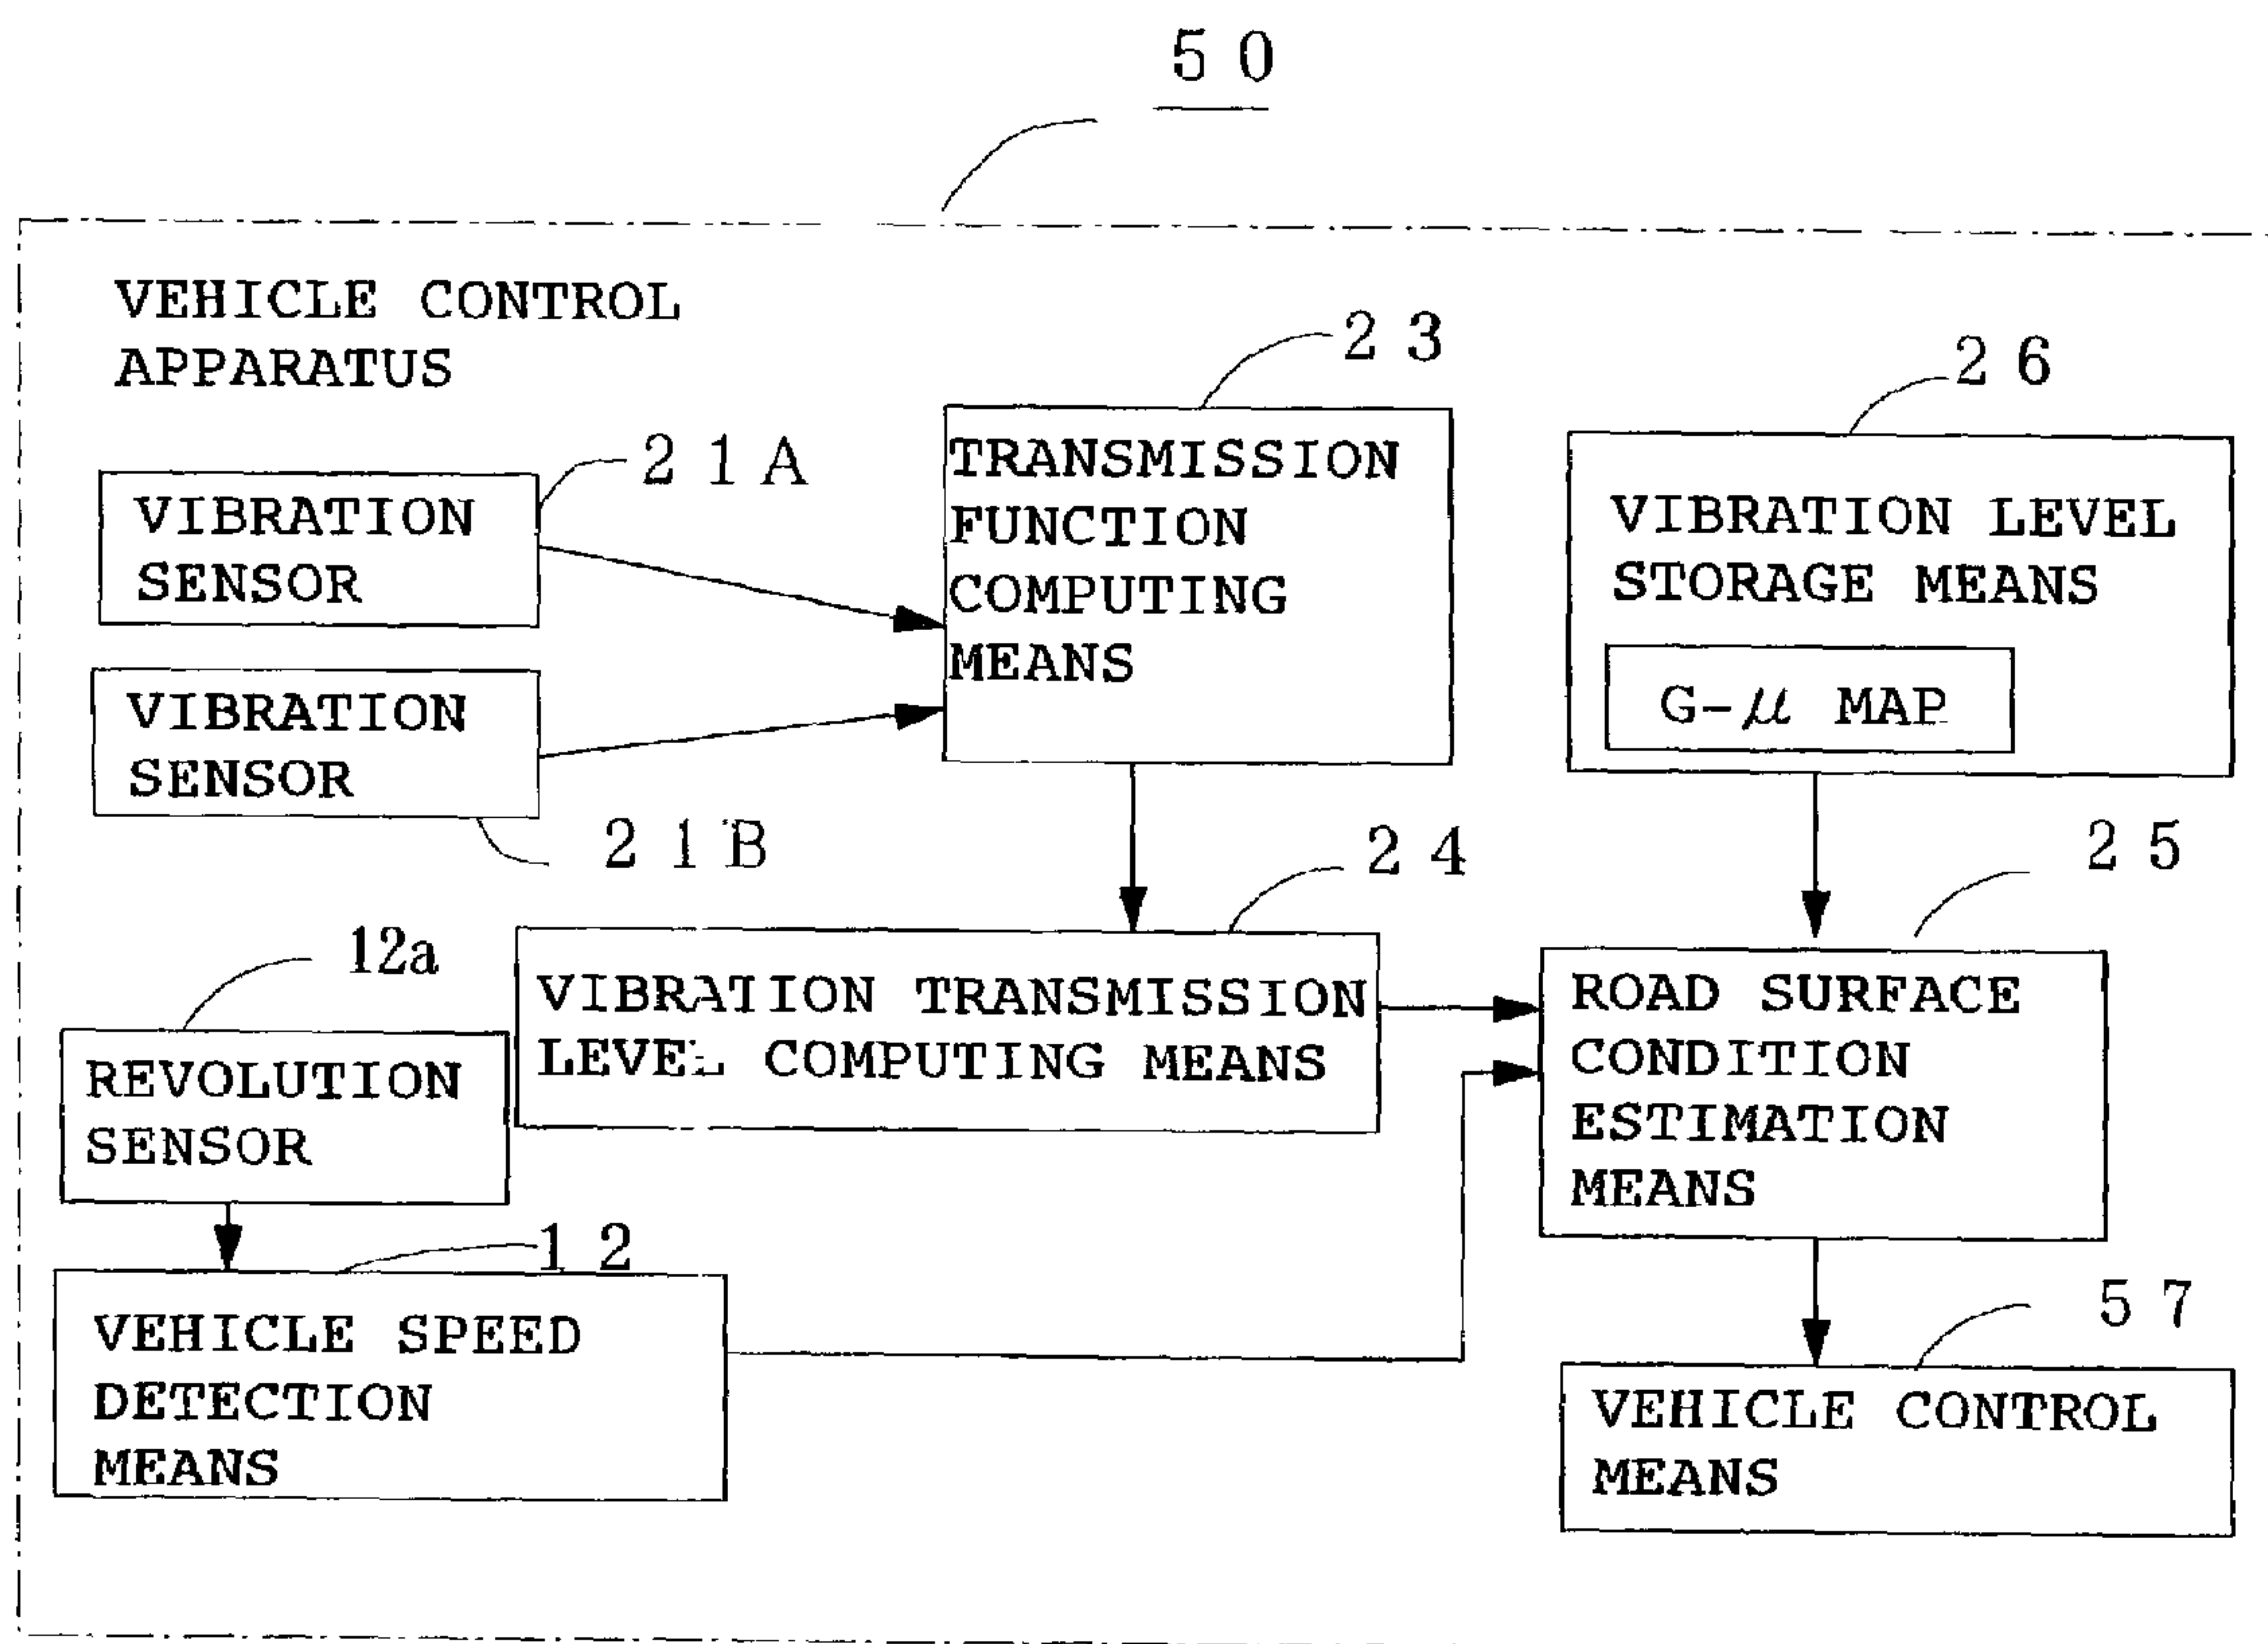 50
VEHICLE CONTROL
APPARATUS
23
26
21A
VIBRATION
SENSOR
TRANSMISSION
FUNCTION
COMPUTING
MEANS
VIBRATION LEVEL
STORAGE MEANS
G-μ MAP
VIBRATION
SENSOR
21B
24
25
12a
REVOLUTION
SENSOR
VIBRATION TRANSMISSION
LEVEL COMPUTING MEANS
ROAD SURFACE
CONDITION
ESTIMATION
MEANS
12
VEHICLE SPEED
DETECTION
MEANS
57
VEHICLE CONTROL
MEANS